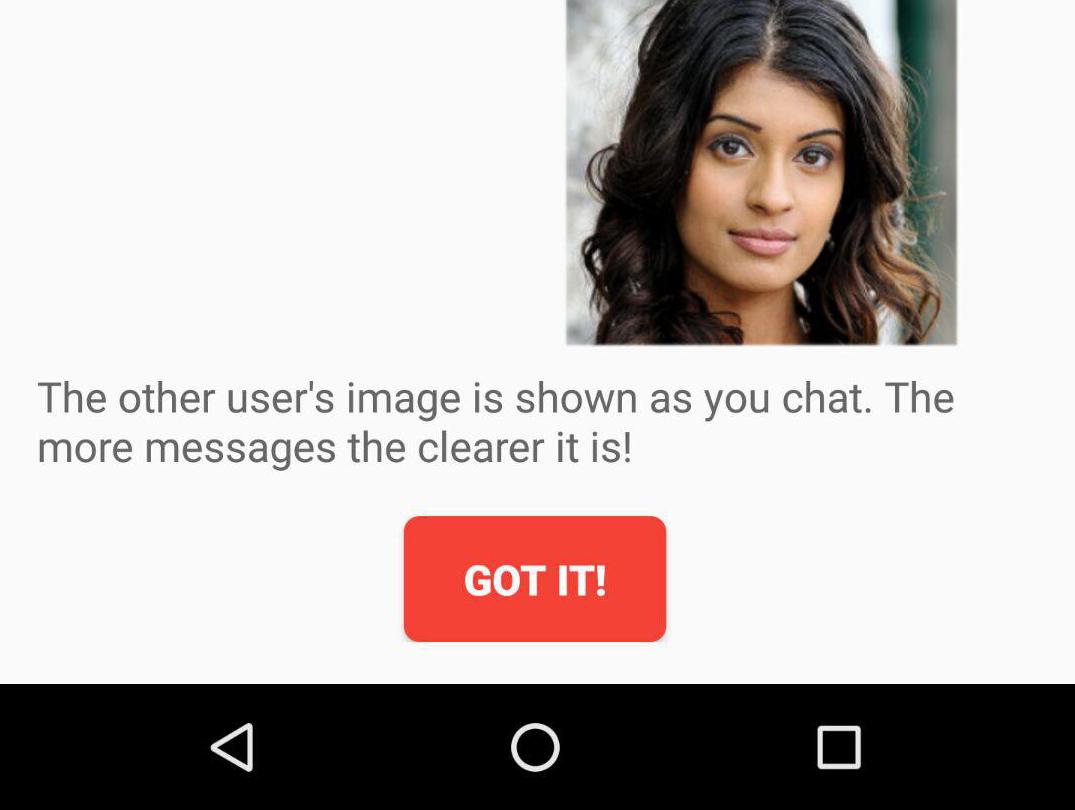 The other user's image is shown as you chat. The
more messages the clearer it is!
GOT IT!